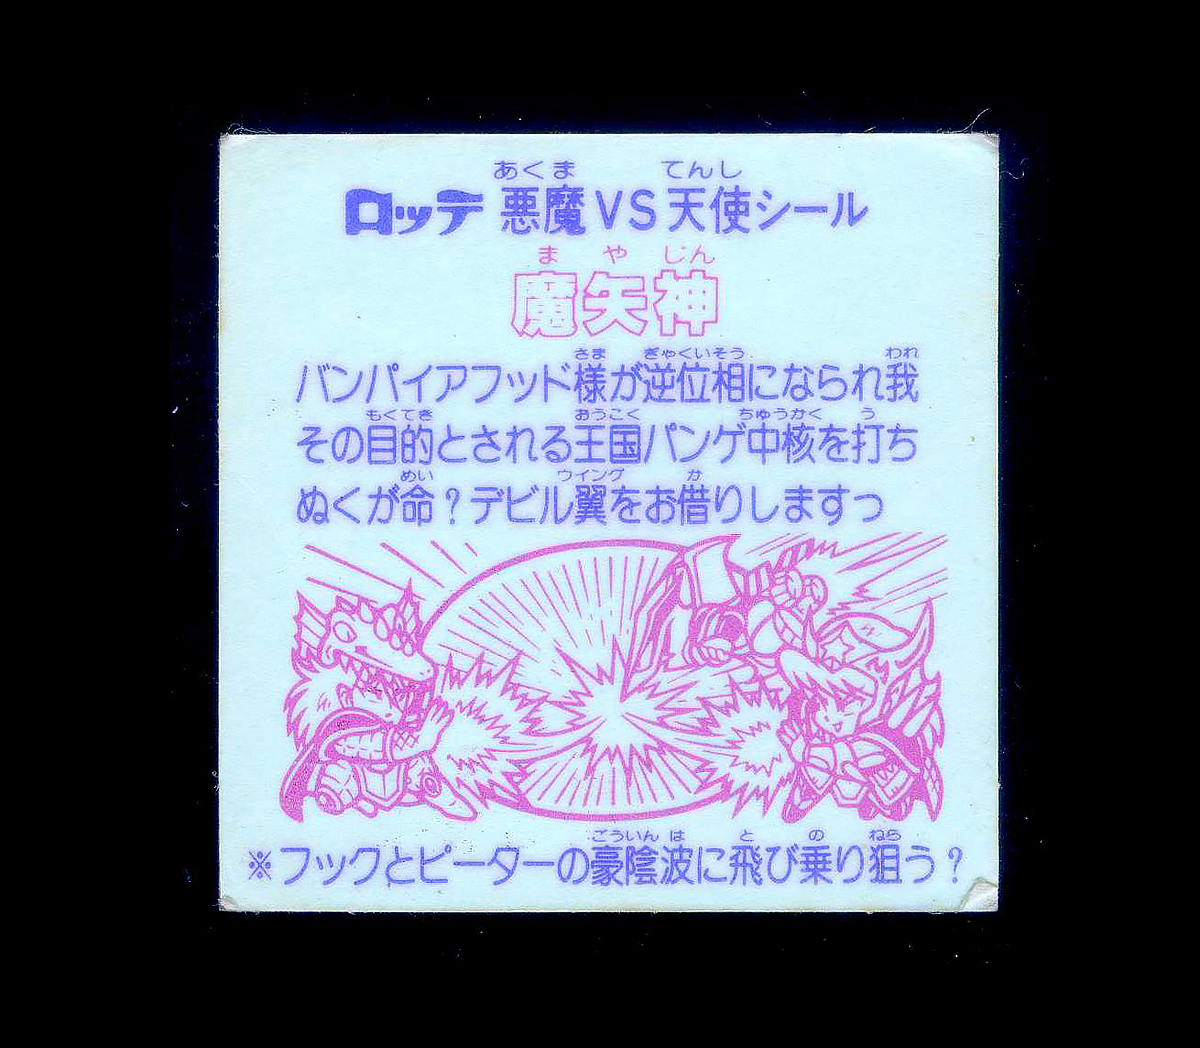 あくま てんし
ロッテ 悪魔VS天使シール
ま や じん
魔矢神
さま ぎゃくいそう われ
バンパイアフッド様が逆位相になられ我
もくてき おうこく ちゅうかく う
その目的とされる王国パンゲ中核を打ち
めい ウイング か
ぬくが命?デビル翼をお借りしますっ
ごういん は と の ねら
※フックとピーターの豪陰波に飛び乗り狙う?